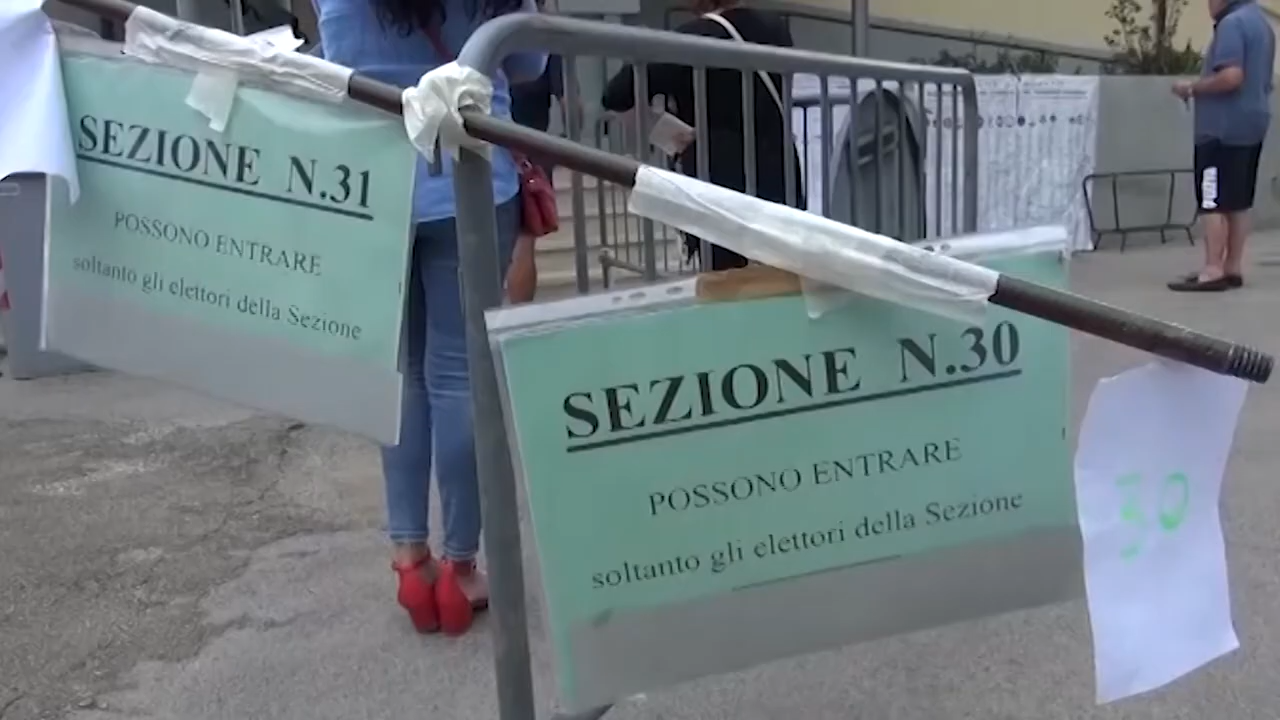 SEZIONE N.31
POSSONO ENTRARE
soltanto gli elettori della Sezione
SEZIONE N.30
POSSONO ENTRARE
soltanto gli elettori della Sezione
30